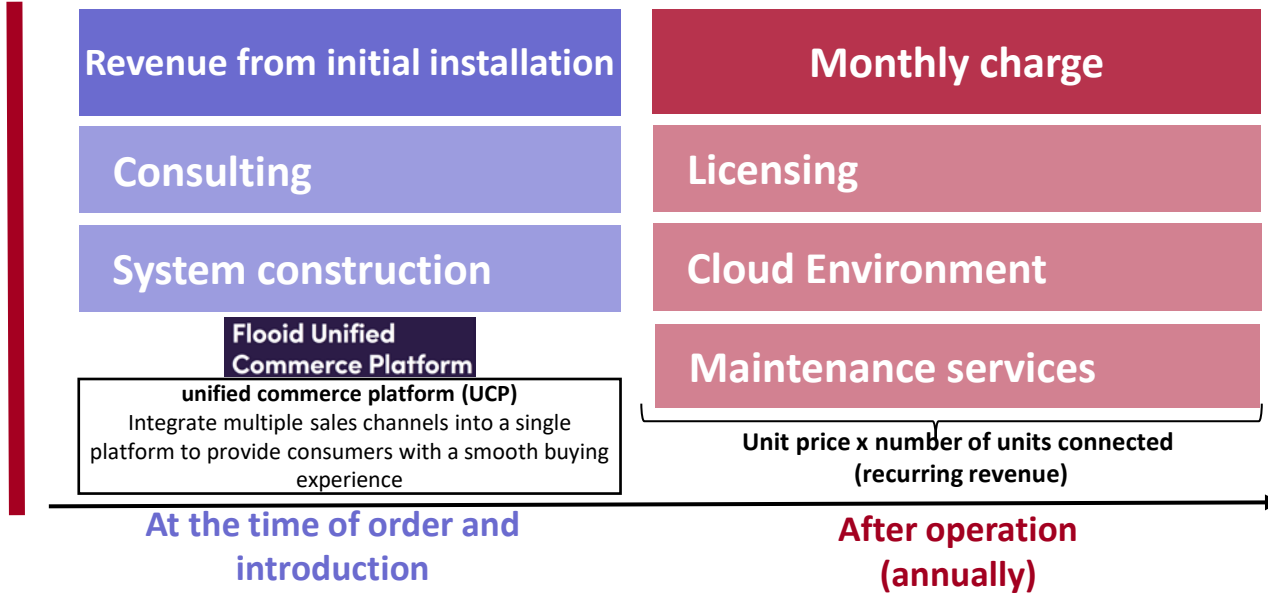 Revenue from initial installation
Consulting
System construction
Flooid Unified
Commerce Platform
unified commerce platform (UCP)
Integrate multiple sales channels into a single
platform to provide consumers with a smooth buying
experience
At the time of order and
introduction
Monthly charge
Licensing
Cloud Environment
Maintenance services
Unit price x number of units connected
(recurring revenue)
After operation
(annually)